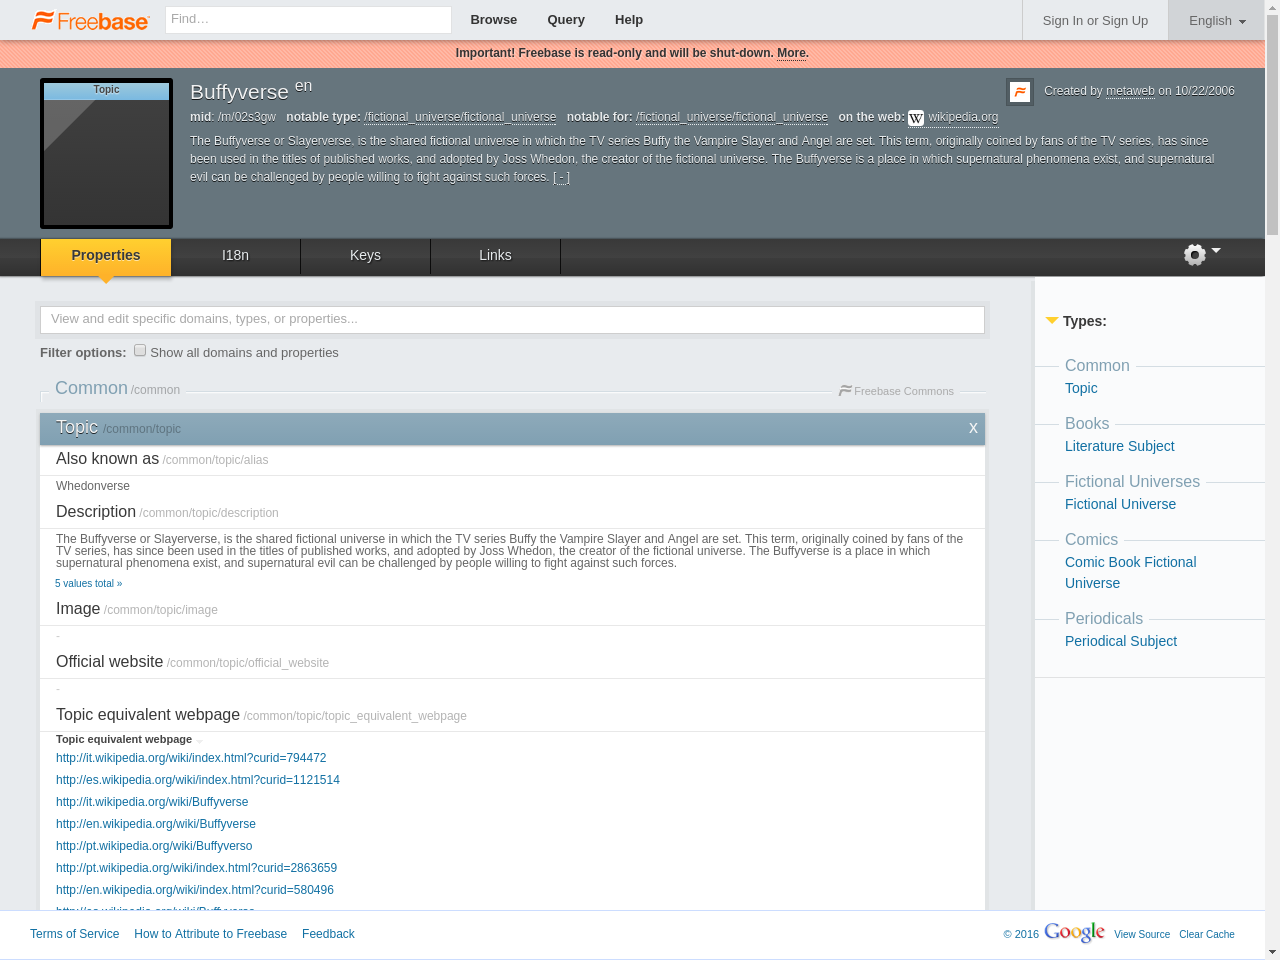 Freebase Find… Browse Query Help Sign In or Sign Up English
Important! Freebase is read-only and will be shut-down. More.
Topic
Buffyverse en
Created by metaweb on 10/22/2006
mid: /m/02s3gw notable type: /fictional_universe/fictional_universe notable for: /fictional_universe/fictional_universe on the web: W wikipedia.org
The Buffyverse or Slayerverse, is the shared fictional universe in which the TV series Buffy the Vampire Slayer and Angel are set. This term, originally coined by fans of the TV series, has since
been used in the titles of published works, and adopted by Joss Whedon, the creator of the fictional universe. The Buffyverse is a place in which supernatural phenomena exist, and supernatural
evil can be challenged by people willing to fight against such forces. [ - ]
Properties I18n Keys Links
View and edit specific domains, types, or properties...
Filter options: Show all domains and properties
Common /common Freebase Commons
Topic /common/topic x
Also known as /common/topic/alias
Whedonverse
Description /common/topic/description
The Buffyverse or Slayerverse, is the shared fictional universe in which the TV series Buffy the Vampire Slayer and Angel are set. This term, originally coined by fans of the
TV series, has since been used in the titles of published works, and adopted by Joss Whedon, the creator of the fictional universe. The Buffyverse is a place in which
supernatural phenomena exist, and supernatural evil can be challenged by people willing to fight against such forces.
5 values total »
Image /common/topic/image
-
Official website /common/topic/official_website
-
Topic equivalent webpage /common/topic/topic_equivalent_webpage
Topic equivalent webpage
http://it.wikipedia.org/wiki/index.html?curid=794472
http://es.wikipedia.org/wiki/index.html?curid=1121514
http://it.wikipedia.org/wiki/Buffyverse
http://en.wikipedia.org/wiki/Buffyverse
http://pt.wikipedia.org/wiki/Buffyverso
http://pt.wikipedia.org/wiki/index.html?curid=2863659
http://en.wikipedia.org/wiki/index.html?curid=580496
Types:
Common
Topic
Books
Literature Subject
Fictional Universes
Fictional Universe
Comics
Comic Book Fictional
Universe
Periodicals
Periodical Subject
Terms of Service How to Attribute to Freebase Feedback
© 2016 Google View Source Clear Cache